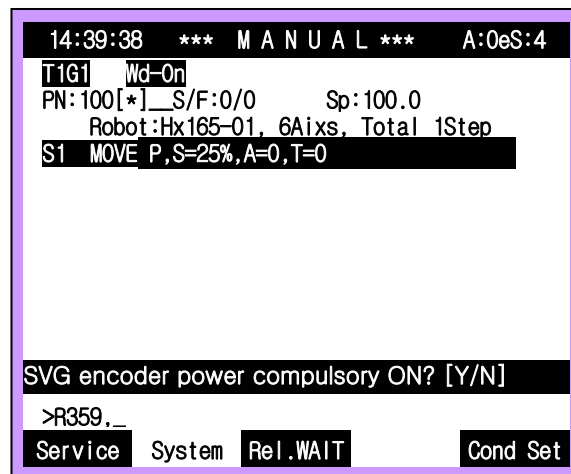 14:39:38 *** M A N U A L *** A:0eS:4
T1G1 Wd-On
PN:100[*]__S/F:0/0 Sp:100.0
Robot:Hx165-01, 6Aixs, Total 1Step
S1 MOVE P,S=25%,A=0,T=0
SVG encoder power compulsory ON? [Y/N]
>R359,_
Service System Rel.WAIT Cond Set